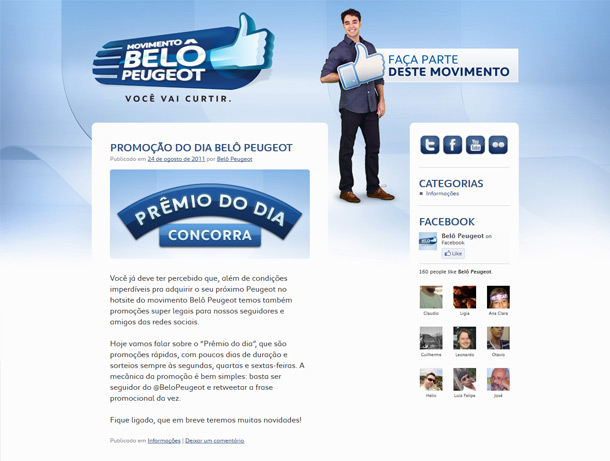 MOVIMENTO
BELÔ
PEUGEOT
VOCÊ VAI CURTIR.
FAÇA PARTE
DESTE MOVIMENTO
PROMOÇÃO DO DIA BELÔ PEUGEOT
Publicado em 24 de agosto de 2011 por Belô Peugeot
PRÊMIO DO DIA
CONCORRA
Você já deve ter percebido que, além de condições
imperdíveis pra adquirir o seu próximo Peugeot no
hotsite do movimento Belô Peugeot temos também
promoções super legais para nossos seguidores e
amigos das redes sociais.
Hoje vamos falar sobre o “Prêmio do dia”, que são
promoções rápidas, com poucos dias de duração e
sorteios sempre às segundas, quartas e sextas-feiras. A
mecânica da promoção é bem simples: basta ser
seguidor do @BeloPeugeot e retweetar a frase
promocional da vez.
Fique ligado, que em breve teremos muitas novidades!
Publicado em Informações | Deixar um comentário
You
Tube
CATEGORIAS
Informações
FACEBOOK
Belô Peugeot on
Facebook
Like
160 people like Belô Peugeot.
Claudio Ligia Ana Clara
Guilherme Leonardo Otavio
Helio Luis Felipe José